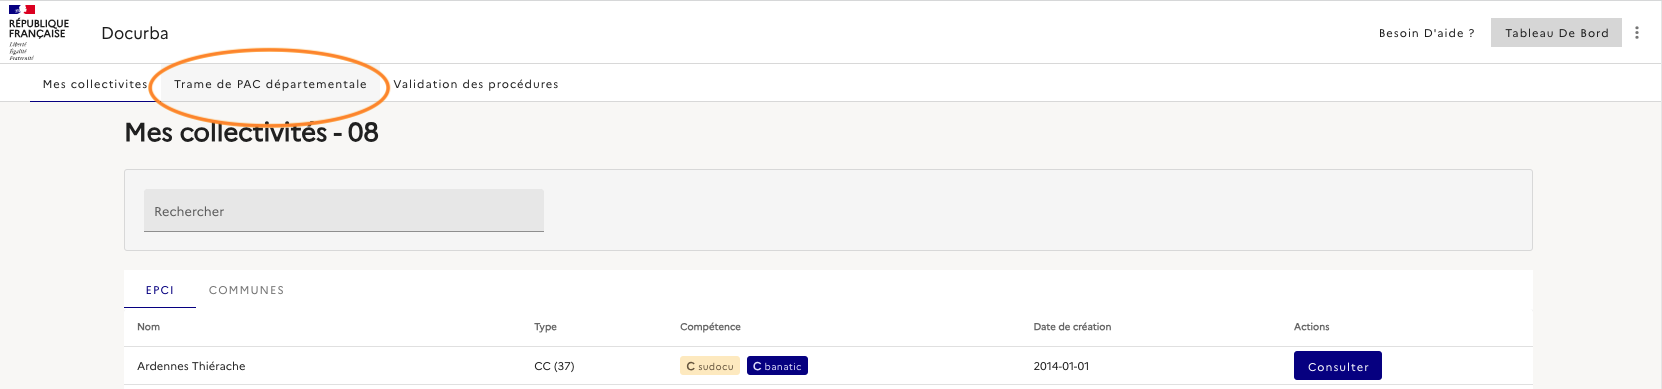 RÉPUBLIQUE
FRANÇAISE
Liberté
Égalité
Fraternité
Docurba
Besoin D'aide ?
Tableau De Bord
Mes collectivites
Trame de PAC départementale
Validation des procédures
Mes collectivités - 08
Rechercher
EPCI
COMMUNES
Nom Type Compétence Date de création Actions
Ardennes Thiérache CC (37) C sudocu C banatic 2014-01-01 Consulter